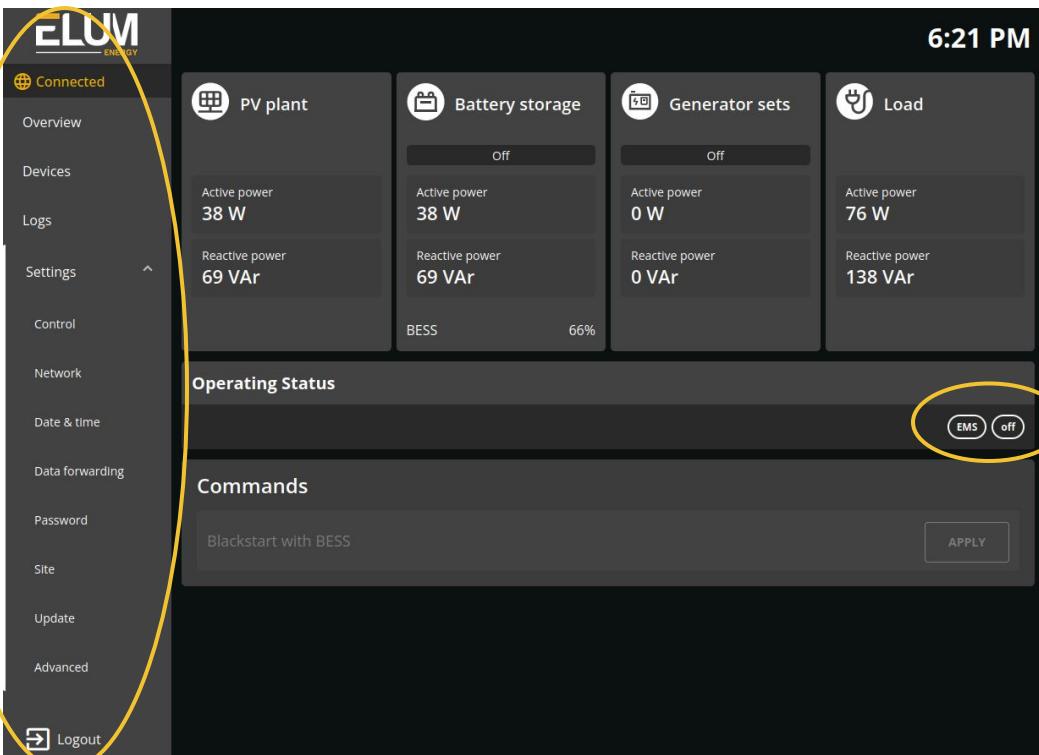 ELUM
ENERGY
6:21 PM
Connected
Overview
Devices
Logs
Settings
Control
Network
Date & time
Data forwarding
Password
Site
Update
Advanced
Logout
PV plant
Active power
38 W
Reactive power
69 VAr
Battery storage
Off
Active power
38 W
Reactive power
69 VAr
BESS 66%
Generator sets
Off
Active power
0 W
Reactive power
0 VAr
Load
Active power
76 W
Reactive power
138 VAr
Operating Status
EMS off
Commands
Blackstart with BESS APPLY